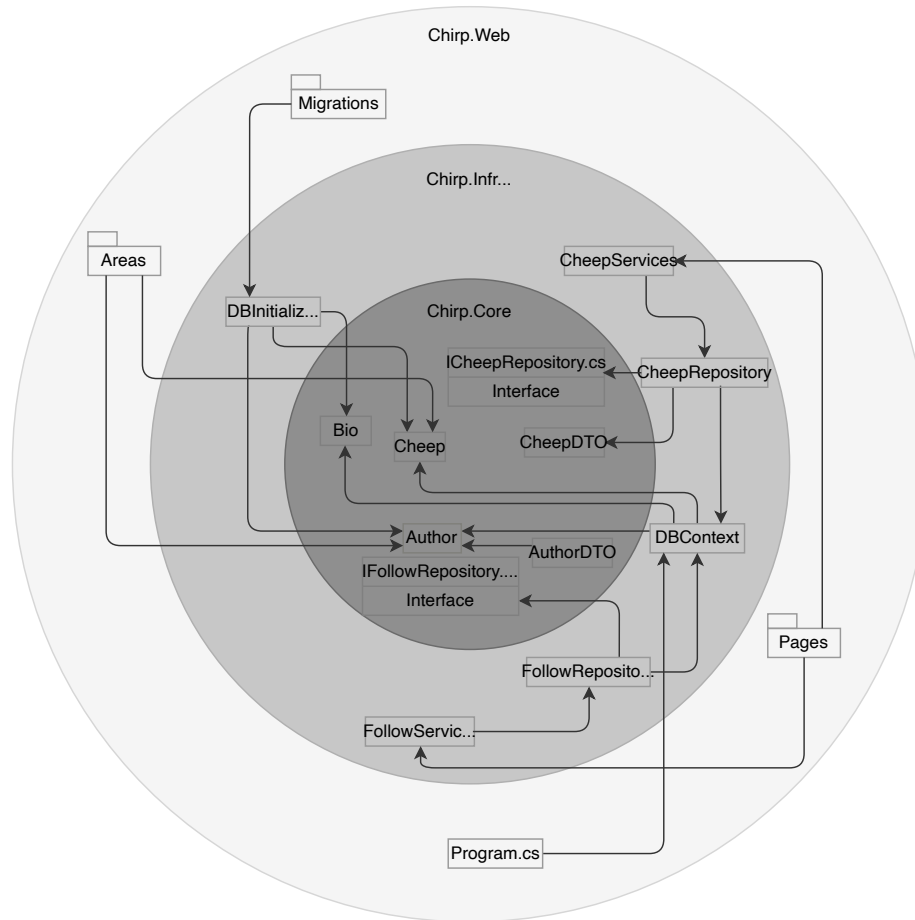 Chirp.Web
Migrations
Chirp.Infr...
Areas
CheepServices
DBInitializ...
Chirp.Core
ICheepRepository.cs
Interface
CheepRepository
Bio
Cheep
CheepDTO
Author
AuthorDTO
DBContext
IFollowRepository....
Interface
Pages
FollowReposito...
FollowServic...
Program.cs